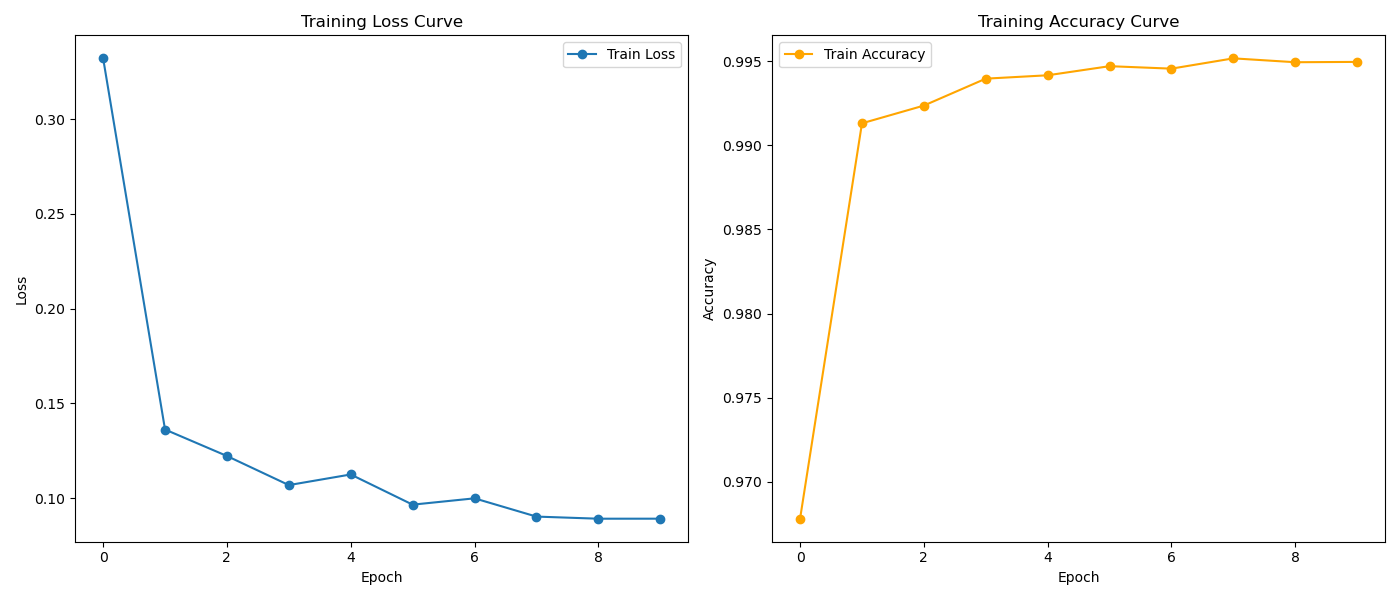 Training Loss Curve
Train Loss
0.30
0.25
0.20
0.15
0.10
Loss
0 2 4 6 8
Epoch
Training Accuracy Curve
Train Accuracy
0.995
0.990
0.985
0.980
0.975
0.970
Accuracy
0 2 4 6 8
Epoch